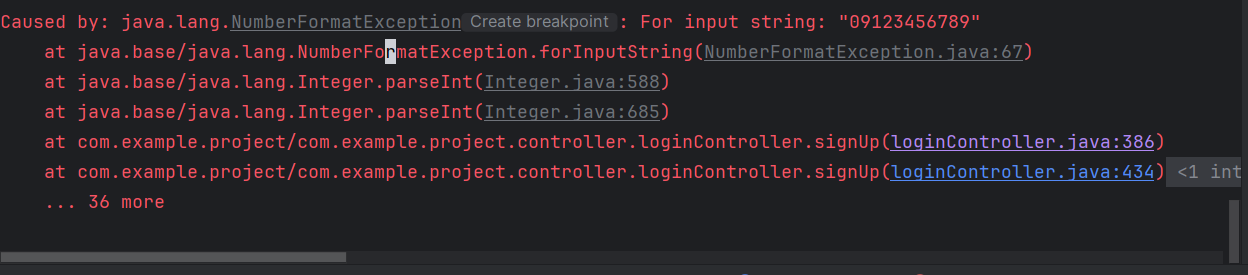 Caused by: java.lang.NumberFormatException Create breakpoint : For input string: "09123456789"
at java.base/java.lang.NumberFormatException.forInputString(NumberFormatException.java:67)
at java.base/java.lang.Integer.parseInt(Integer.java:588)
at java.base/java.lang.Integer.parseInt(Integer.java:685)
at com.example.project/com.example.project.controller.loginController.signUp(loginController.java:386)
at com.example.project/com.example.project.controller.loginController.signUp(loginController.java:434) <1 int
... 36 more